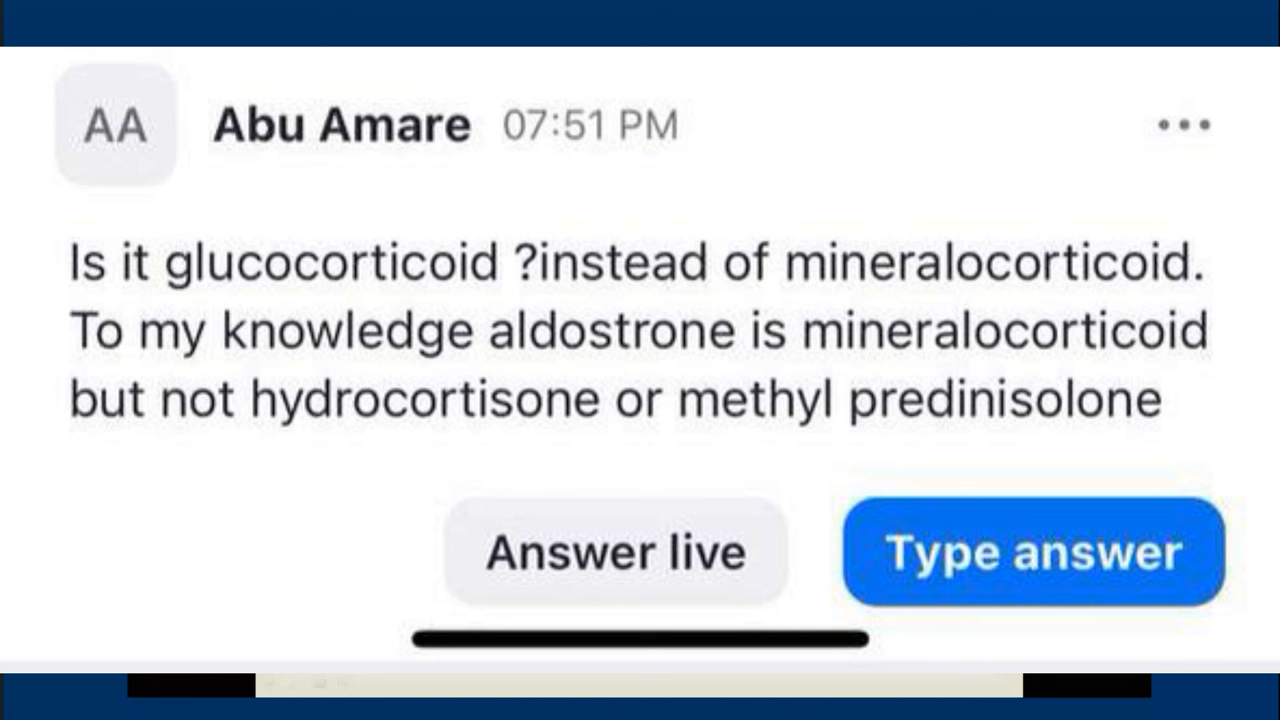 AA
Abu Amare 07:51 PM
Is it glucocorticoid ?instead of mineralocorticoid.
To my knowledge aldostrone is mineralocorticoid
but not hydrocortisone or methyl predinisolone
Answer live
Type answer